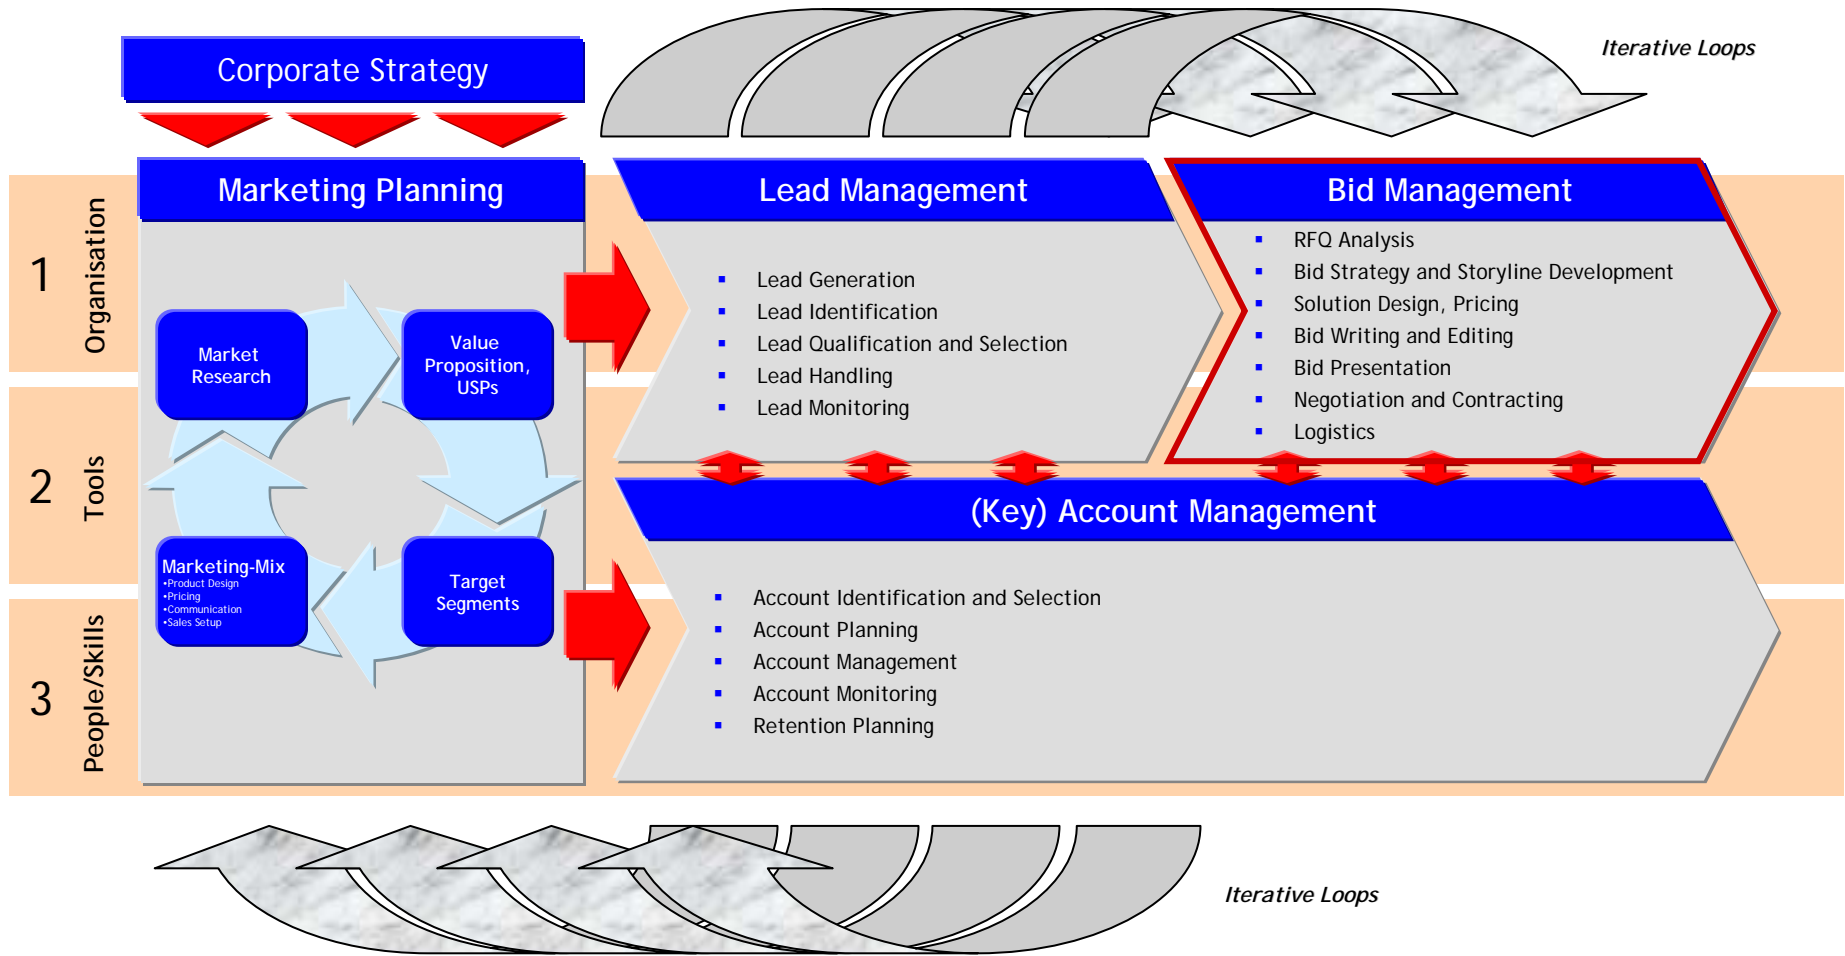 Iterative Loops
Corporate Strategy
Marketing Planning
Lead Management
Bid Management
1
Organisation
2
Tools
3
People/Skills
Market
Research
Value
Proposition,
USPs
Marketing-Mix
•Product Design
•Pricing
•Communication
•Sales Setup
Target
Segments
▪ Lead Generation
▪ Lead Identification
▪ Lead Qualification and Selection
▪ Lead Handling
▪ Lead Monitoring
▪ RFQ Analysis
▪ Bid Strategy and Storyline Development
▪ Solution Design, Pricing
▪ Bid Writing and Editing
▪ Bid Presentation
▪ Negotiation and Contracting
▪ Logistics
(Key) Account Management
▪ Account Identification and Selection
▪ Account Planning
▪ Account Management
▪ Account Monitoring
▪ Retention Planning
Iterative Loops